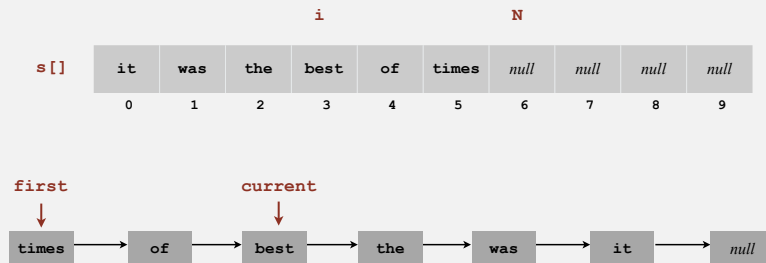 i N
s[] it was the best of times null null null null
0 1 2 3 4 5 6 7 8 9
first current
times of best the was it null